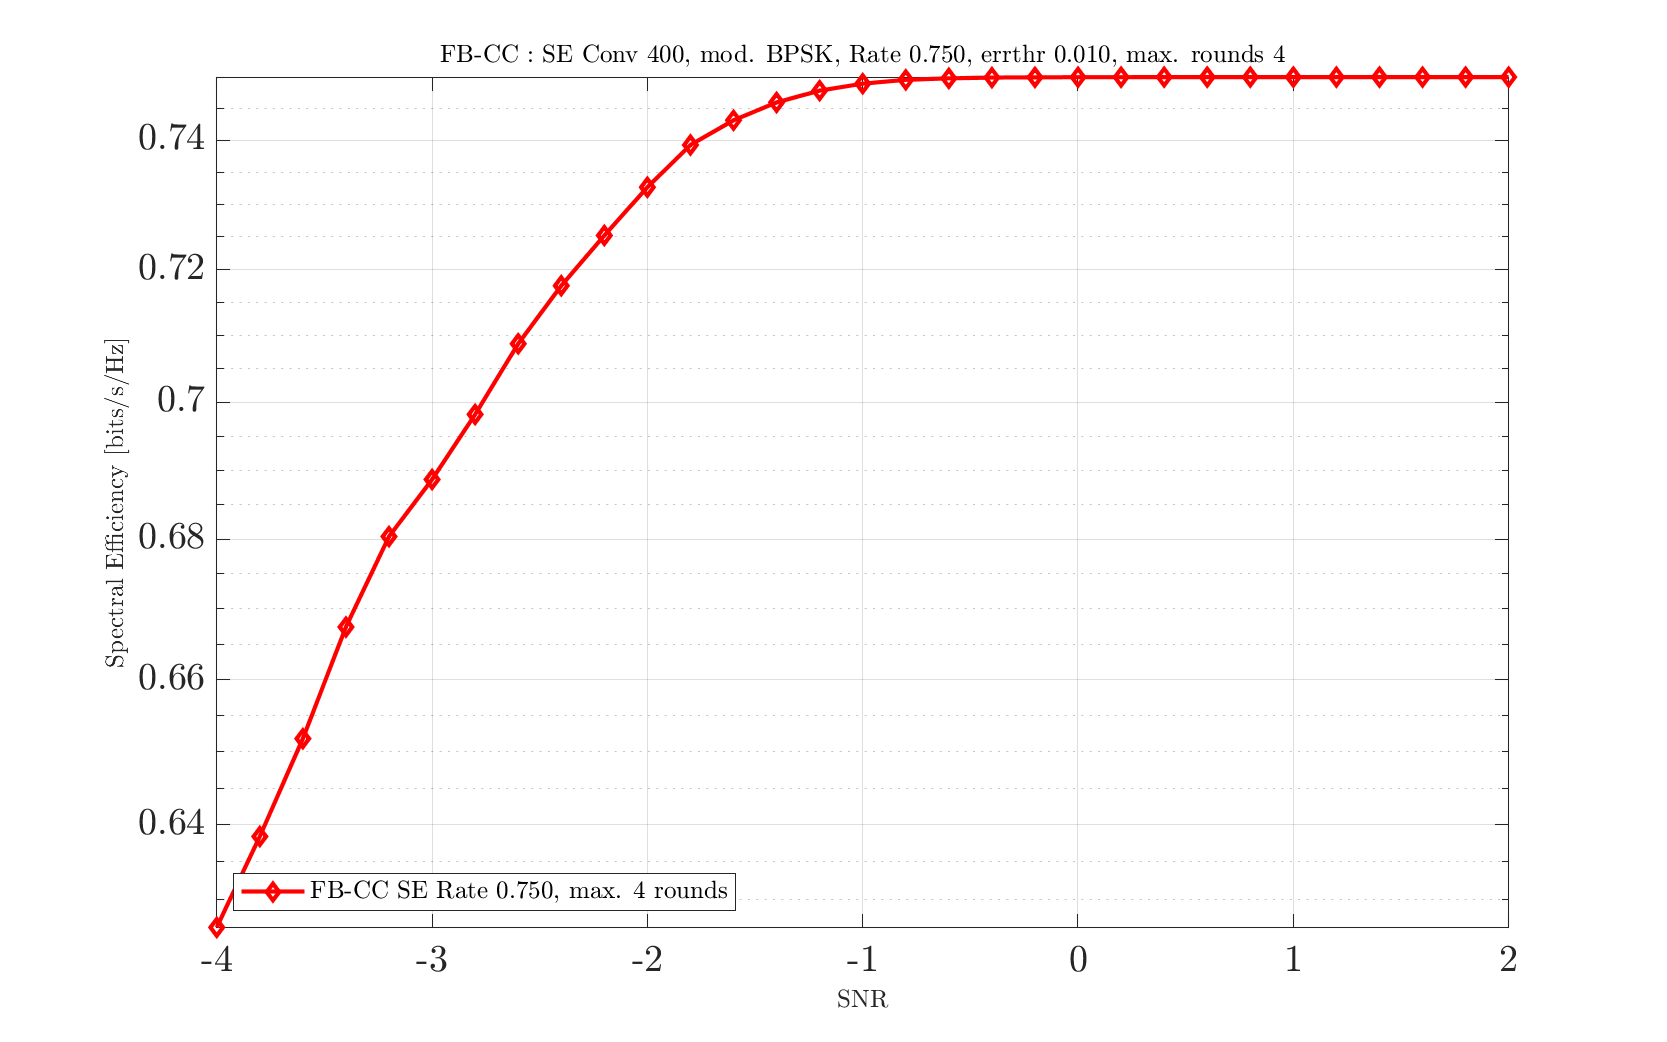 FB-CC : SE Conv 400, mod. BPSK, Rate 0.750, errthr 0.010, max. rounds 4
0.74
0.72
0.7
0.68
0.66
0.64
Spectral Efficiency [bits/s/Hz]
FB-CC SE Rate 0.750, max. 4 rounds
-4 -3 -2 -1 0 1 2
SNR